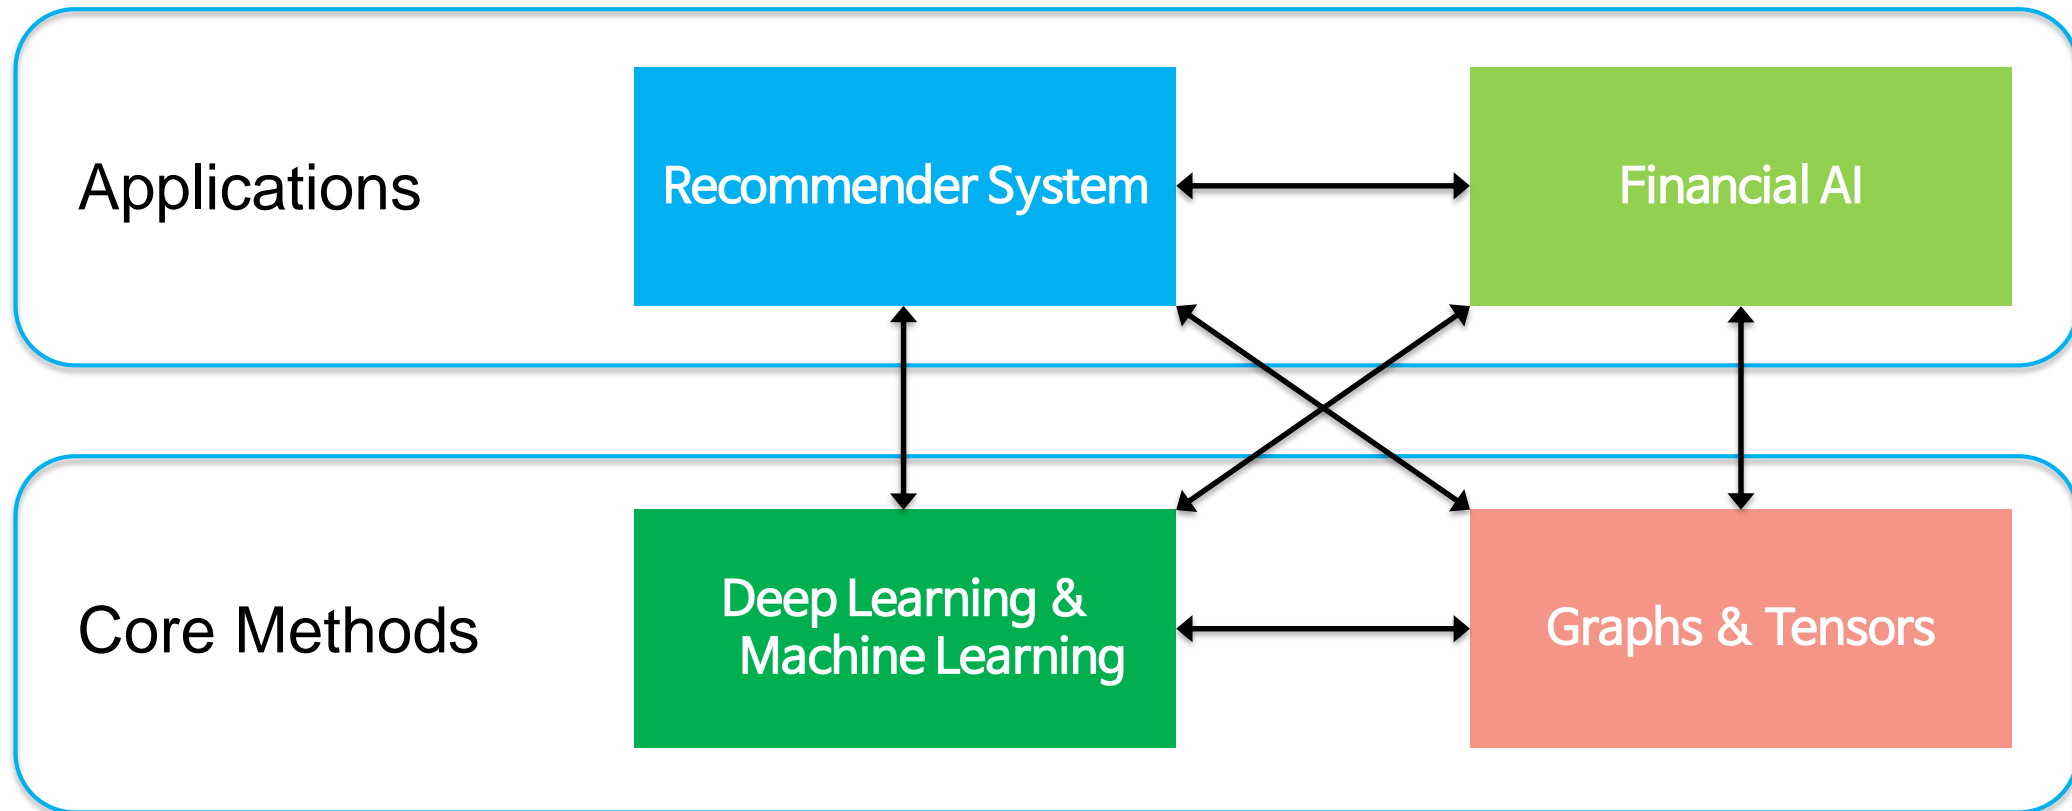 Applications
Recommender System
Financial AI
Core Methods
Deep Learning &
Machine Learning
Graphs & Tensors